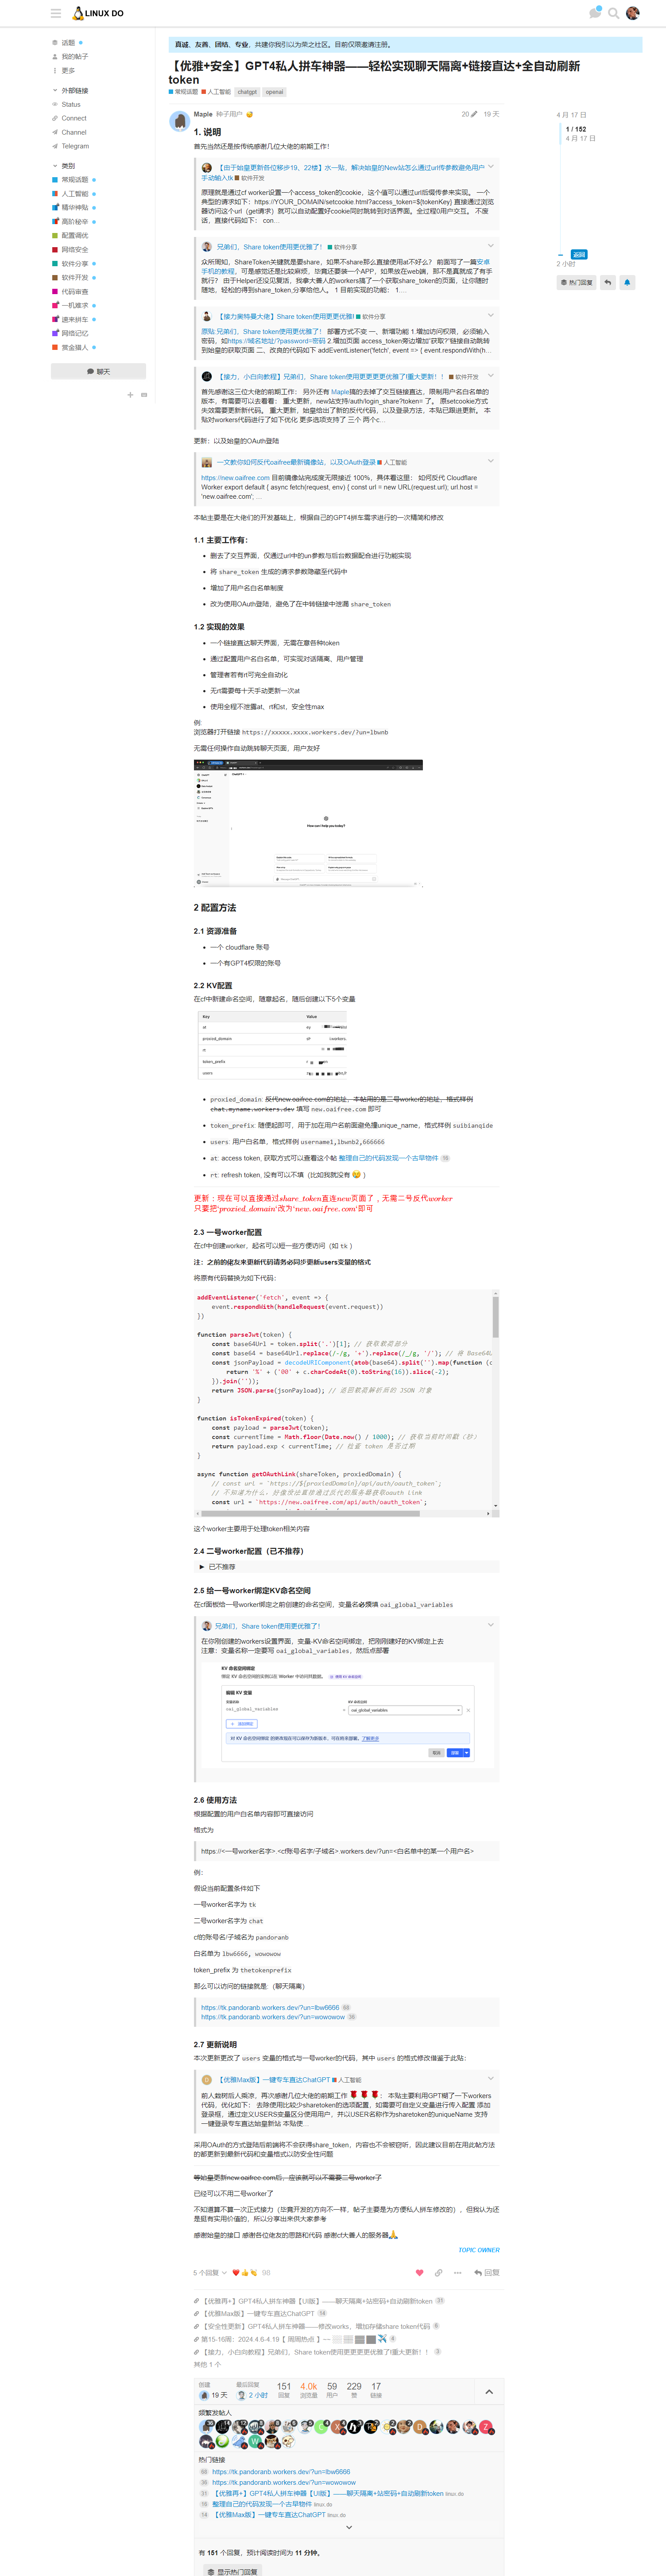 LINUX DO
真诚、友善、团结、专业，共建你我引以为荣之社区。目前仅限邀请注册。
话题
我的帖子
更多
外部链接
Status
Connect
Channel
Telegram
类别
常规话题
人工智能
精华神贴
高阶秘辛
配置调优
网络安全
软件分享
软件开发
代码审查
一机难求
速来拼车
网络记忆
赏金猎人
聊天
【优雅+安全】GPT4私人拼车神器——轻松实现聊天隔离+链接直达+全自动刷新
token
常规话题 人工智能 chatgpt openai
Maple 种子用户
20 19 天
4 月 17 日
1 / 152
4 月 17 日
返回
2 小时
热门回复
1. 说明
首先当然还是按传统感谢几位大佬的前期工作！
【由于始皇更新各位移步19，22楼】水一贴，解决始皇的New站怎么通过url传参数避免用户
手动输入tk 软件开发
原理就是通过cf worker设置一个access_token的cookie，这个值可以通过url后缀传参来实现。 一个
典型的请求如下：https://YOUR_DOMAIN/setcookie.html?access_token=${tokenKey} 直接通过浏览
器访问这个url（get请求）就可以自动配置好cookie同时跳转到对话界面。全过程0用户交互。 不废
话，直接代码如下： con…
兄弟们，Share token使用更优雅了！ 软件分享
众所周知，ShareToken关键就是要share，如果不share那么直接使用at不好么？ 前面写了一篇安卓
手机的教程，可是感觉还是比较麻烦，毕竟还要装一个APP，如果放在web端，那不是真就成了有手
就行？ 由于Helper还没见复活，我拿大善人的workers搞了一个获取share_token的页面，让你随时
随地，轻松的得到share_token,分享给他人。 1 目前实现的功能： 1.…
【接力奥特曼大佬】Share token使用更更优雅! 软件分享
原贴:兄弟们，Share token使用更优雅了！ 部署方式不变 一、新增功能 1.增加访问权限，必须输入
密码，如https://域名地址/?password=密码 2.增加页面 access_token旁边增加"获取?"链接自动跳转
到始皇的获取页面 二、改良的代码如下 addEventListener('fetch', event => { event.respondWith(h…
【接力，小白向教程】兄弟们，Share token使用更更更更优雅了(重大更新！！ 软件开发
首先感谢这三位大佬的前期工作： 另外还有 Maple搞的去掉了交互链接直达，限制用户名白名单的
版本，有需要可以去看看： 重大更新，new站支持/auth/login_share?token= 了。 原setcookie方式
失效需要更新新代码。 重大更新，始皇给出了新的反代代码，以及登录方法，本贴已跟进更新。 本
贴对workers代码进行了如下优化 更多选项支持了 三个 两个c…
更新：以及始皇的OAuth登陆
一文教你如何反代oaifree最新镜像站，以及OAuth登录 人工智能
https://new.oaifree.com 目前镜像站完成度无限接近 100%，具体看这里： 如何反代 Cloudflare
Worker export default { async fetch(request, env) { const url = new URL(request.url); url.host =
'new.oaifree.com'; …
本帖主要是在大佬们的开发基础上，根据自己的GPT4拼车需求进行的一次精简和修改
1.1 主要工作有：
删去了交互界面，仅通过url中的un参数与后台数据配合进行功能实现
将 share_token 生成的请求参数隐藏至代码中
增加了用户名白名单制度
改为使用OAuth登陆，避免了在中转链接中泄漏 share_token
1.2 实现的效果
一个链接直达聊天界面，无需在意各种token
通过配置用户名白名单，可实现对话隔离，用户管理
管理者若有rt可完全自动化
无rt需要每十天手动更新一次at
使用全程不泄露at、rt和st，安全性max
例:
浏览器打开链接 https://xxxxx.xxxx.workers.dev/?un=lbwnb
无需任何操作自动跳转聊天页面，用户友好
How can I help you today?
2 配置方法
2.1 资源准备
一个 cloudflare 账号
一个有GPT4权限的账号
2.2 KV配置
在cf中新建命名空间，随意起名，随后创建以下5个变量
Key Value
at
proxied_domain
rt
token_prefix
users
proxied_domain: 反代new.oaifree.com的地址，本帖用的是二号worker的地址，格式样例
chat.myname.workers.dev 填写 new.oaifree.com 即可
token_prefix: 随便起即可，用于加在用户名前面避免撞unique_name，格式样例 suibianqide
users: 用户白名单，格式样例 username1,lbwnb2,666666
at: access token, 获取方式可以查看这个帖 整理自己的代码发现一个古早物件 16
rt: refresh token, 没有可以不填（比如我就没有 ）
更新：现在可以直接通过share_token直连new页面了，无需二号反代worker
只要把'proxied_domain'改为'new.oaifree.com'即可
2.3 一号worker配置
在cf中创建worker，起名可以短一些方便访问（如 tk ）
注：之前的佬友来更新代码请务必同步更新users变量的格式
将原有代码替换为如下代码：
addEventListener('fetch', event => {
event.respondWith(handleRequest(event.request))
})
function parseJwt(token) {
const base64Url = token.split('.')[1]; // 获取载荷部分
const base64 = base64Url.replace(/-/g, '+').replace(/_/g, '/'); // 将 Base64U
const jsonPayload = decodeURIComponent(atob(base64).split('').map(function (c
return '%' + ('00' + c.charCodeAt(0).toString(16)).slice(-2);
}).join(''));
return JSON.parse(jsonPayload); // 返回载荷解析后的 JSON 对象
}
function isTokenExpired(token) {
const payload = parseJwt(token);
const currentTime = Math.floor(Date.now() / 1000); // 获取当前时间戳（秒）
return payload.exp < currentTime; // 检查 token 是否过期
}
async function getOAuthLink(shareToken, proxiedDomain) {
// const url = `https://${proxiedDomain}/api/auth/oauth_token`;
// 不知道为什么，好像没法直接通过反代的服务器获取oauth link
const url = `https://new.oaifree.com/api/auth/oauth_token`;
这个worker主要用于处理token相关内容
2.4 二号worker配置（已不推荐）
已不推荐
2.5 给一号worker绑定KV命名空间
在cf面板给一号worker绑定之前创建的命名空间，变量名必须填 oai_global_variables
兄弟们，Share token使用更优雅了！
在你刚创建的workers设置界面，变量-KV命名空间绑定，把刚刚建好的KV绑定上去
注意：变量名称一定要写 oai_global_variables，然后点部署
KV 命名空间绑定
编辑 KV 变量
变量名称 KV 命名空间
oai_global_variables oai_global_variables
添加绑定
了解更多
取消 部署
2.6 使用方法
根据配置的用户白名单内容即可直接访问
格式为
https://<一号worker名字>.<cf账号名字/子域名>.workers.dev/?un=<白名单中的某一个用户名>
例：
假设当前配置条件如下
一号worker名字为 tk
二号worker名字为 chat
cf的账号名/子域名为 pandoranb
白名单为 lbw6666, wowowow
token_prefix 为 thetokenprefix
那么可以访问的链接就是:（聊天隔离）
https://tk.pandoranb.workers.dev/?un=lbw6666 68
https://tk.pandoranb.workers.dev/?un=wowowow 36
2.7 更新说明
本次更新更改了 users 变量的格式与一号worker的代码，其中 users 的格式修改借鉴于此贴：
【优雅Max版】一键专车直达ChatGPT 人工智能
前人栽树后人乘凉，再次感谢几位大佬的前期工作 ： 本贴主要利用GPT糊了一下workers
代码，优化如下： 去除使用比较少sharetoken的选项配置，如需要可自定义变量进行传入配置 添加
登录框，通过定义USERS变量区分使用用户，并以USER名称作为sharetoken的uniqueName 支持
一键登录专车直达始皇新站 本贴使…
采用OAuth的方式登陆后前端将不会获得share_token，内容也不会被窃听，因此建议目前在用此帖方法
的都更新到最新代码和变量格式以防安全性问题
等始皇更新new.oaifree.com后，应该就可以不需要二号worker了
已经可以不用二号worker了
不知道算不算一次正式接力（毕竟开发的方向不一样，帖子主要是为方便私人拼车修改的），但我认为还
是挺有实用价值的，所以分享出来供大家参考
感谢始皇的接口 感谢各位佬友的思路和代码 感谢cf大善人的服务器
TOPIC OWNER
5 个回复 98 回复
【优雅再+】GPT4私人拼车神器【UI版】——聊天隔离+站密码+自动刷新token 31
【优雅Max版】一键专车直达ChatGPT 14
【安全性更新】GPT4私人拼车神器——修改works，增加存储share token代码 9
第15-16周：2024.4.6-4.19【 周周热点 】 4
【接力，小白向教程】兄弟们，Share token使用更更更更优雅了(重大更新！！ 3
其他 1 个
创建 最后回复 151 4.0k 59 229 17
19 天 2 小时 回复 浏览量 用户 赞 链接
频繁发帖人
热门链接
68 https://tk.pandoranb.workers.dev/?un=lbw6666
36 https://tk.pandoranb.workers.dev/?un=wowowow
31 【优雅再+】GPT4私人拼车神器【UI版】——聊天隔离+站密码+自动刷新token linux.do
16 整理自己的代码发现一个古早物件 linux.do
14 【优雅Max版】一键专车直达ChatGPT linux.do
有 151 个回复，预计阅读时间为 11 分钟。
显示热门回复